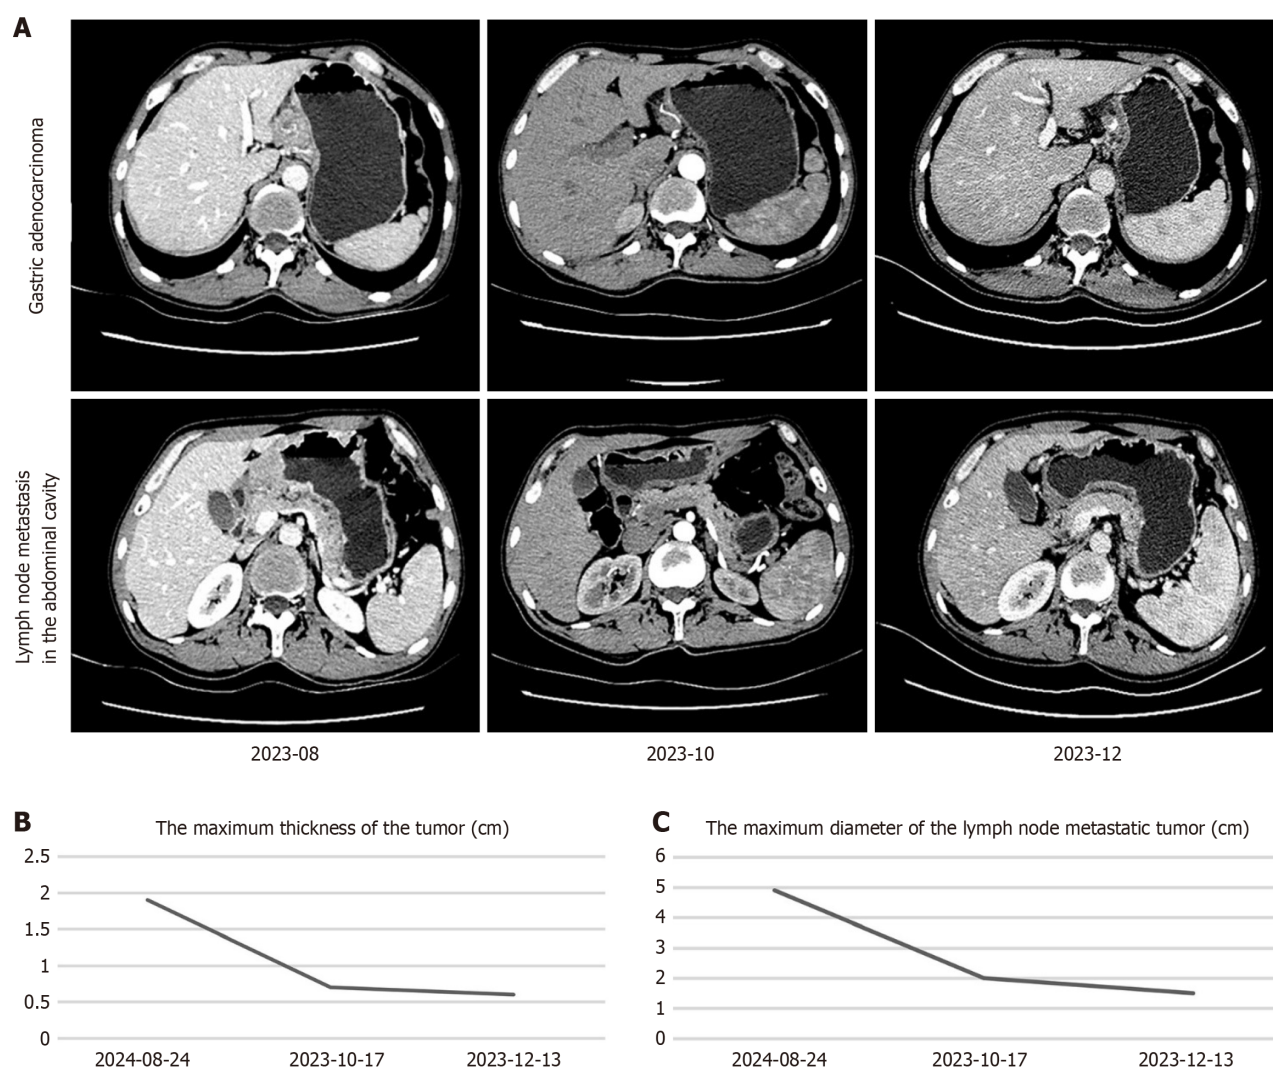 A
Gastric adenocarcinoma
Lymph node metastasis
in the abdominal cavity
2023-08
2023-10
2023-12
B
The maximum thickness of the tumor (cm)
2.5
2
1.5
1
0.5
0
2024-08-24
2023-10-17
2023-12-13
C
The maximum diameter of the lymph node metastatic tumor (cm)
6
5
4
3
2
1
0
2024-08-24
2023-10-17
2023-12-13